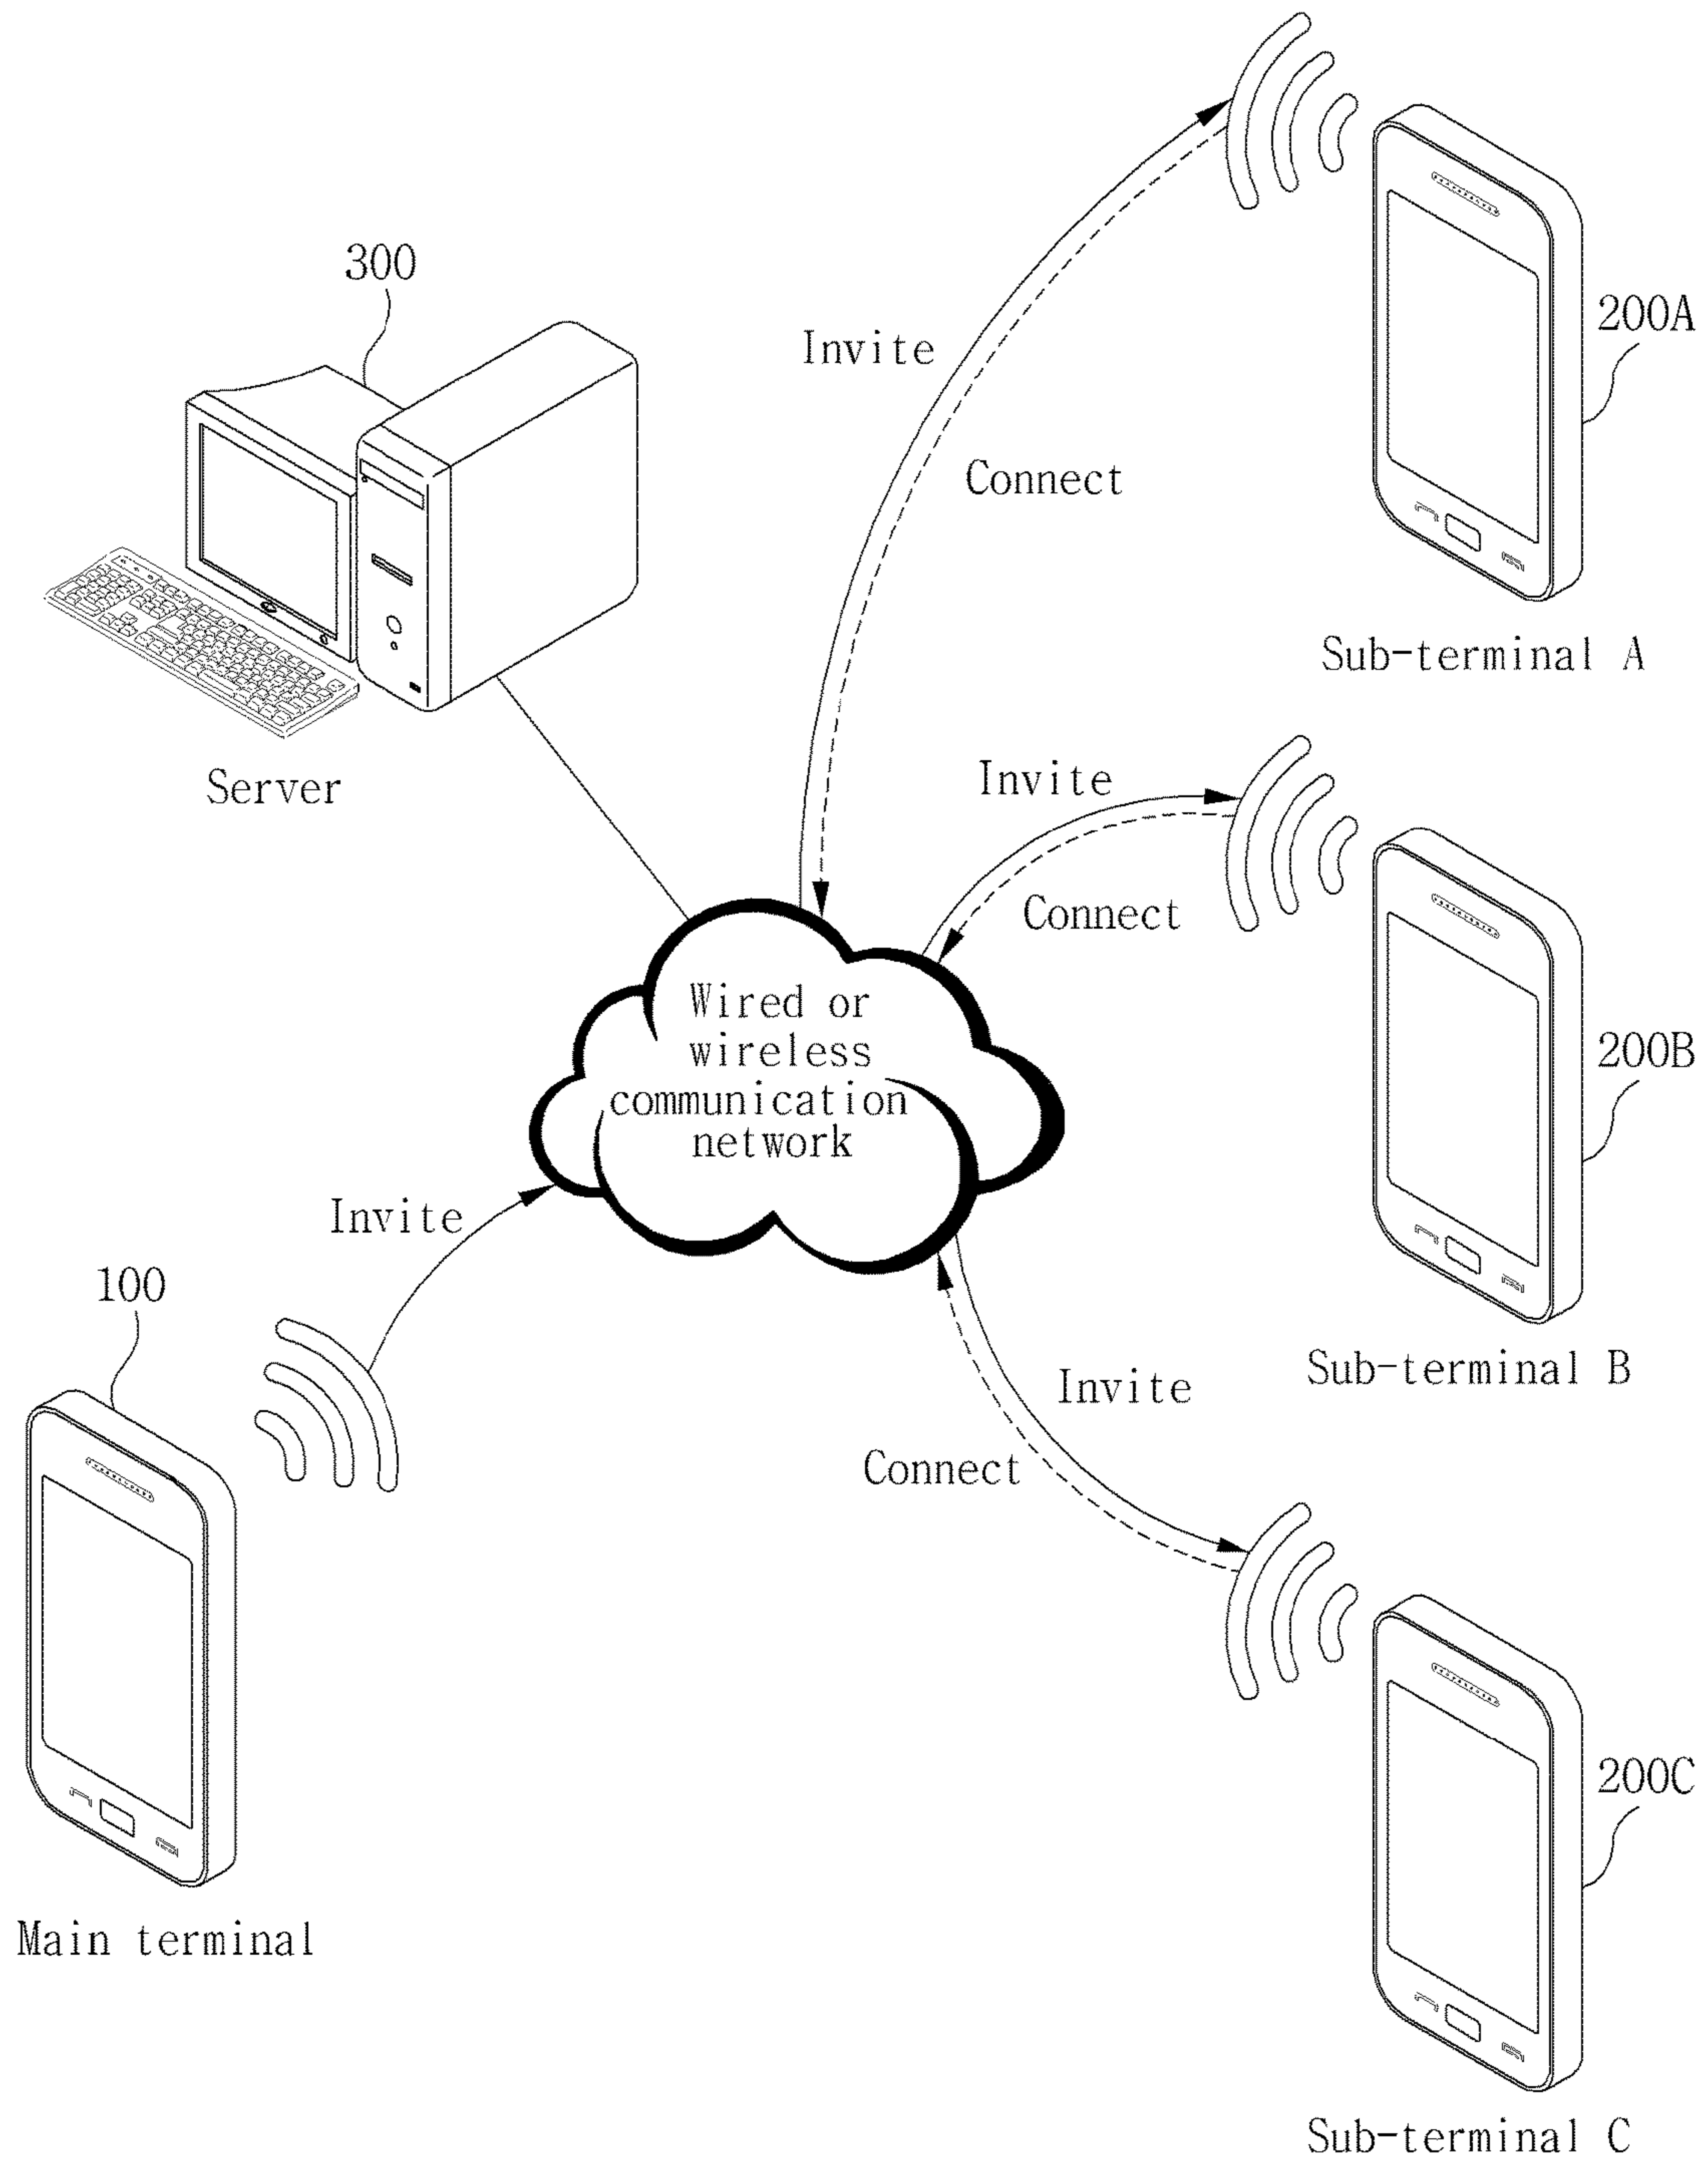 300
200A
Invite
Connect
Sub-terminal A
Server
Invite
Connect
Wired or
wireless
communication
network
200B
Invite
100
Sub-terminal B
Invite
Connect
200C
Main terminal
Sub-terminal C